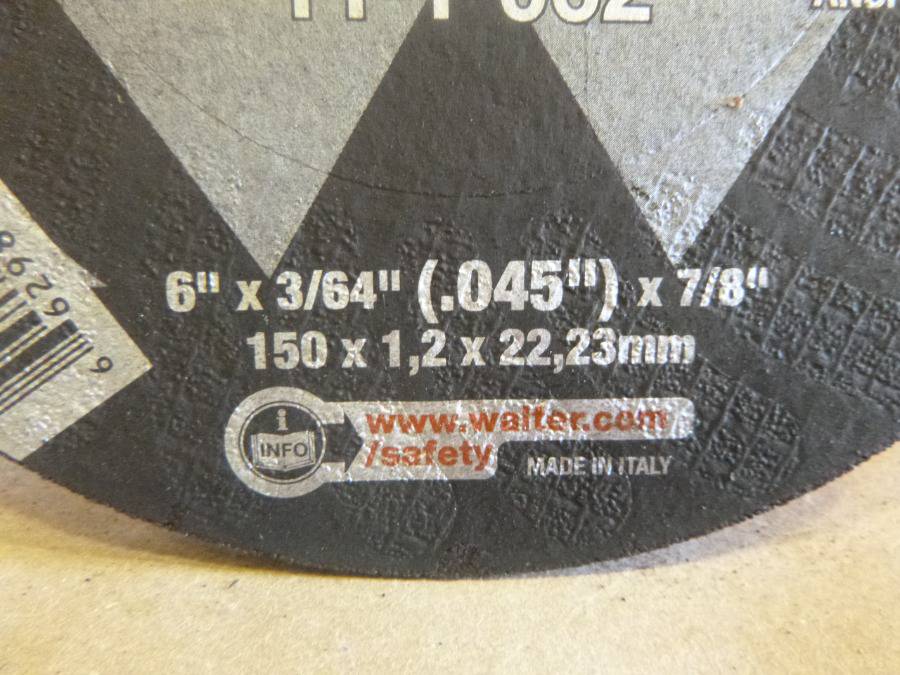 6" x 3/64" (.045") x 7/8"
150 x 1,2 x 22,23mm
i
INFO
www.walter.com
/safety
MADE IN ITALY